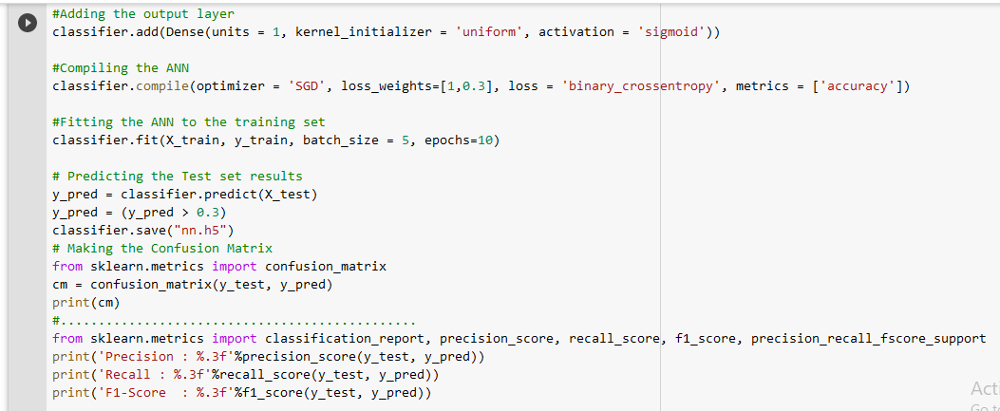 #Adding the output layer
classifier.add(Dense(units = 1, kernel_initializer = 'uniform', activation = 'sigmoid'))
#Compiling the ANN
classifier.compile(optimizer = 'SGD', loss_weights=[1,0.3], loss = 'binary_crossentropy', metrics = ['accuracy'])
#Fitting the ANN to the training set
classifier.fit(X_train, y_train, batch_size = 5, epochs=10)
# Predicting the Test set results
y_pred = classifier.predict(X_test)
y_pred = (y_pred > 0.3)
classifier.save("nn.h5")
# Making the Confusion Matrix
from sklearn.metrics import confusion_matrix
cm = confusion_matrix(y_test, y_pred)
print(cm)
#...............................................
from sklearn.metrics import classification_report, precision_score, recall_score, f1_score, precision_recall_fscore_support
print('Precision : %.3f'%precision_score(y_test, y_pred))
print('Recall : %.3f'%recall_score(y_test, y_pred))
print('F1-Score  : %.3f'%f1_score(y_test, y_pred))
Acti